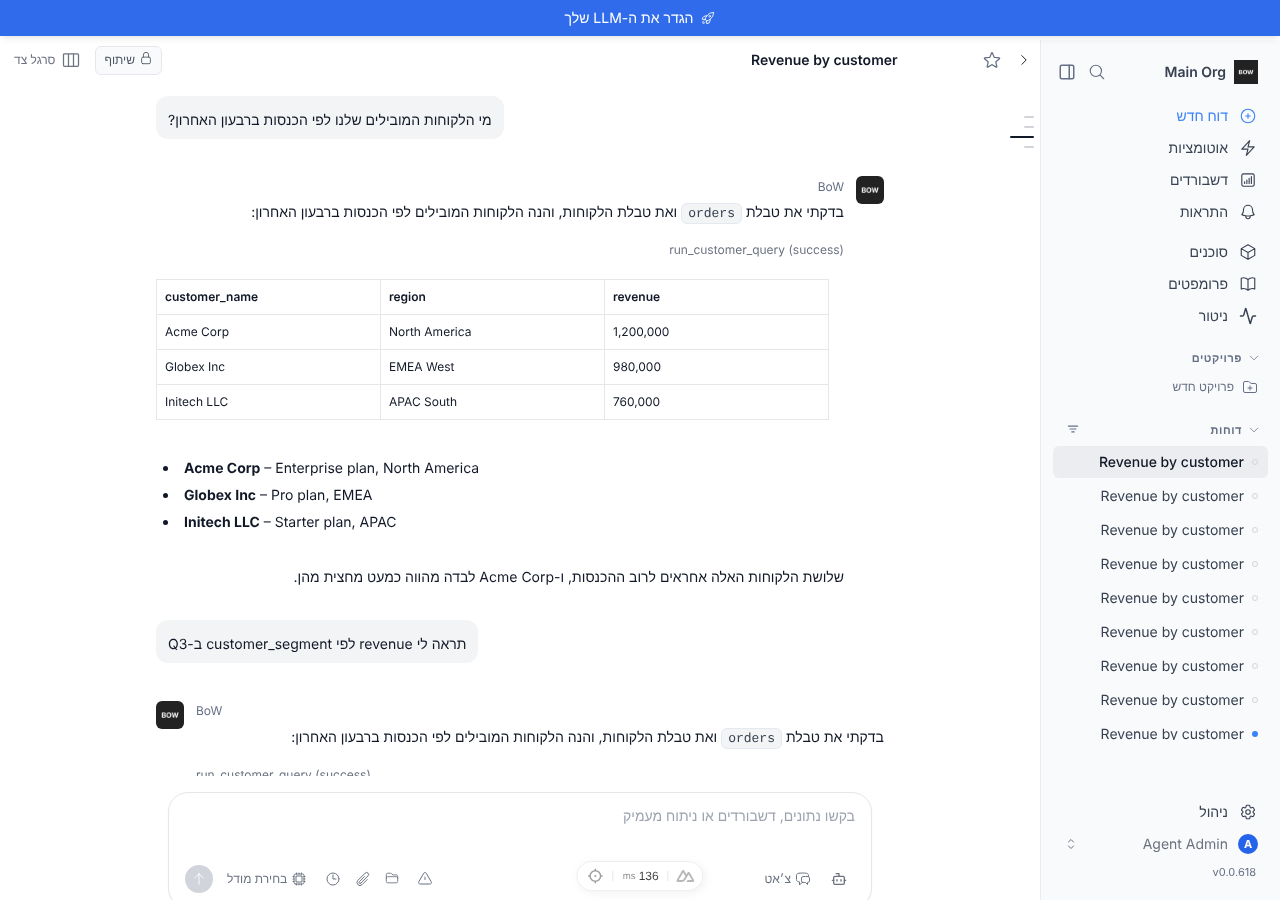 הגדר את ה-LLM שלך
Main Org
BOW
דוח חדש
אוטומציות
דשבורדים
התראות
סוכנים
פרומפטים
ניטור
פרויקטים
פרויקט חדש
דוחות
Revenue by customer
Revenue by customer
Revenue by customer
Revenue by customer
Revenue by customer
Revenue by customer
Revenue by customer
Revenue by customer
Revenue by customer
ניהול
A
Agent Admin
v0.0.618
Revenue by customer
שיתוף
סרגל צד
מי הלקוחות המובילים שלנו לפי הכנסות ברבעון האחרון?
BOW
BoW
בדקתי את טבלת orders ואת טבלת הלקוחות, והנה הלקוחות המובילים לפי הכנסות ברבעון האחרון:
run_customer_query (success)
customer_name region revenue
Acme Corp North America 1,200,000
Globex Inc EMEA West 980,000
Initech LLC APAC South 760,000
• Acme Corp – Enterprise plan, North America
• Globex Inc – Pro plan, EMEA
• Initech LLC – Starter plan, APAC
שלושת הלקוחות האלה אחראים לרוב ההכנסות, ו-Acme Corp לבדה מהווה כמעט מחצית מהן.
תראה לי revenue לפי customer_segment ב-Q3
BOW
BoW
בדקתי את טבלת orders ואת טבלת הלקוחות, והנה הלקוחות המובילים לפי הכנסות ברבעון האחרון:
run_customer_query (success)
בקשו נתונים, דשבורדים או ניתוח מעמיק
צ׳אט
136 ms
בחירת מודל